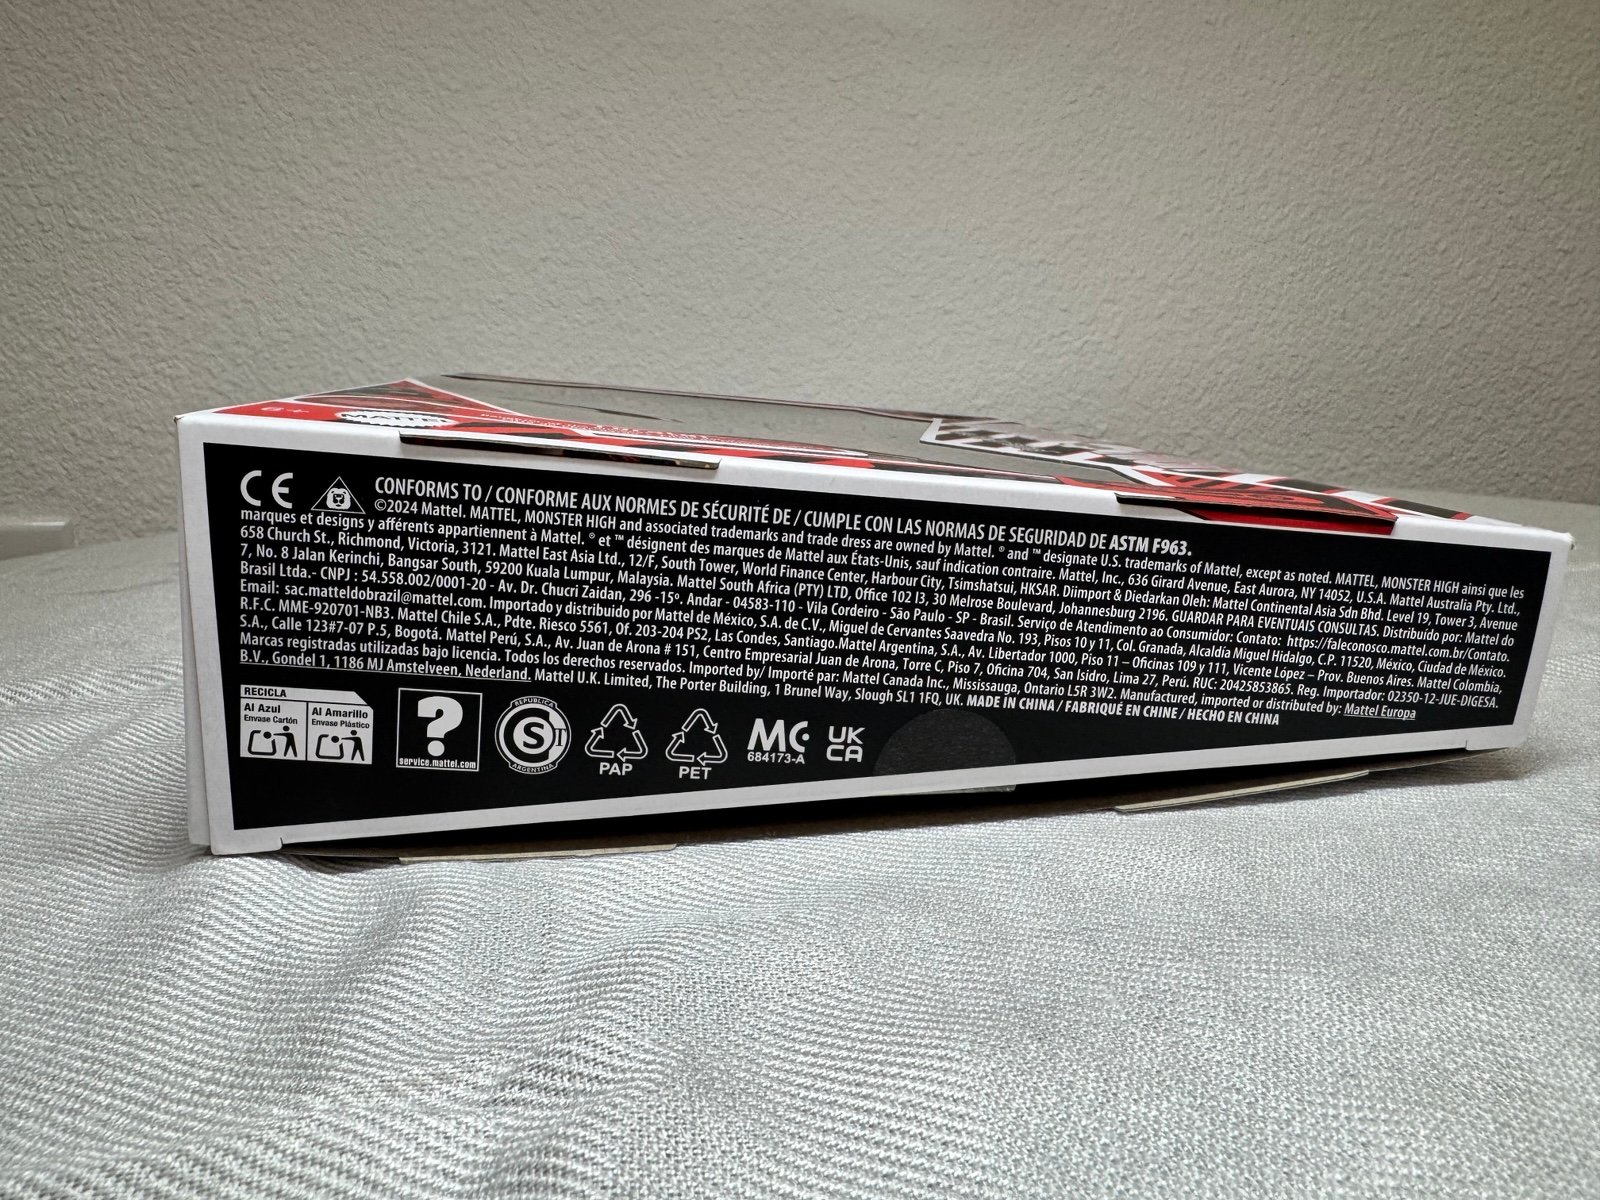 6+
CE
CONFORMS TO / CONFORME AUX NORMES DE SÉCURITÉ DE / CUMPLE CON LAS NORMAS DE SEGURIDAD DE ASTM F963.
©2024 Mattel. MATTEL, MONSTER HIGH and associated trademarks and trade dress are owned by Mattel. ® and ™ designate U.S. trademarks of Mattel, except as noted. MATTEL, MONSTER HIGH ainsi que les
marques et designs y afférents appartiennent à Mattel. ® et ™ désignent des marques de Mattel aux États-Unis, sauf indication contraire. Mattel, Inc., 636 Girard Avenue, East Aurora, NY 14052, U.S.A. Mattel Australia Pty. Ltd.,
658 Church St., Richmond, Victoria, 3121. Mattel East Asia Ltd., 12/F, South Tower, World Finance Center, Harbour City, Tsimshatsui, HKSAR. Diimport & Diedarkan Oleh: Mattel Continental Asia Sdn Bhd. Level 19, Tower 3, Avenue
7, No. 8 Jalan Kerinchi, Bangsar South, 59200 Kuala Lumpur, Malaysia. Mattel South Africa (PTY) LTD, Office 102 I3, 30 Melrose Boulevard, Johannesburg 2196. GUARDAR PARA EVENTUAIS CONSULTAS. Distribuído por: Mattel do
Brasil Ltda.- CNPJ : 54.558.002/0001-20 - Av. Dr. Chucri Zaidan, 296 -15º. Andar - 04583-110 - Vila Cordeiro - São Paulo - SP - Brasil. Serviço de Atendimento ao Consumidor: Contato: https://faleconosco.mattel.com.br/Contato.
Email: sac.matteldobrazil@mattel.com. Importado y distribuido por Mattel de México, S.A. de C.V., Miguel de Cervantes Saavedra No. 193, Pisos 10 y 11, Col. Granada, Alcaldía Miguel Hidalgo, C.P. 11520, México, Ciudad de México.
R.F.C. MME-920701-NB3. Mattel Chile S.A., Pdte. Riesco 5561, Of. 203-204 PS2, Las Condes, Santiago.Mattel Argentina, S.A., Av. Libertador 1000, Piso 11 – Oficinas 109 y 111, Vicente López – Prov. Buenos Aires. Mattel Colombia,
S.A., Calle 123#7-07 P.5, Bogotá. Mattel Perú, S.A., Av. Juan de Arona # 151, Centro Empresarial Juan de Arona, Torre C, Piso 7, Oficina 704, San Isidro, Lima 27, Perú. RUC: 20425853865. Reg. Importador: 02350-12-JUE-DIGESA.
Marcas registradas utilizadas bajo licencia. Todos los derechos reservados. Imported by/ Importé par: Mattel Canada Inc., Mississauga, Ontario L5R 3W2. Manufactured, imported or distributed by: Mattel Europa
B.V., Gondel 1, 1186 MJ Amstelveen, Nederland. Mattel U.K. Limited, The Porter Building, 1 Brunel Way, Slough SL1 1FQ, UK. MADE IN CHINA / FABRIQUÉ EN CHINE / HECHO EN CHINA
RECICLA
Al Azul
Envase Cartón
Al Amarillo
Envase Plástico
?
service.mattel.com
REPUBLICA
S II
ARGENTINA
PAP
PET
MC
684173-A
UK
CA